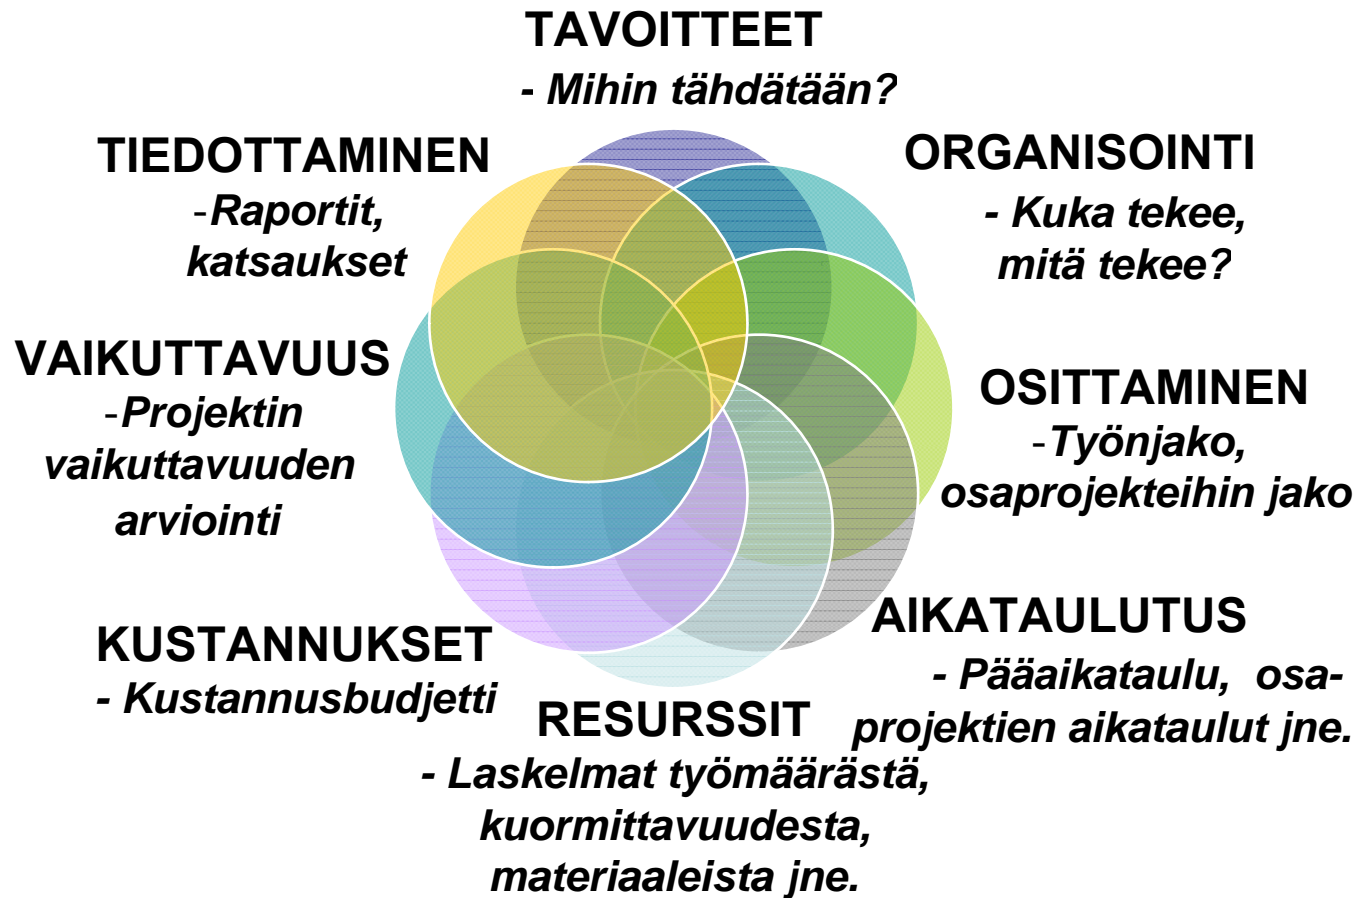 TAVOITTEET
- Mihin tähdätään?
ORGANISOINTI
- Kuka tekee,
mitä tekee?
OSITTAMINEN
-Työnjako,
osaprojekteihin jako
AIKATAULUTUS
- Pääaikataulu, osa-
projektien aikataulut jne.
RESURSSIT
- Laskelmat työmäärästä,
kuormittavuudesta,
materiaaleista jne.
KUSTANNUKSET
- Kustannusbudjetti
VAIKUTTAVUUS
-Projektin
vaikuttavuuden
arviointi
TIEDOTTAMINEN
-Raportit,
katsaukset